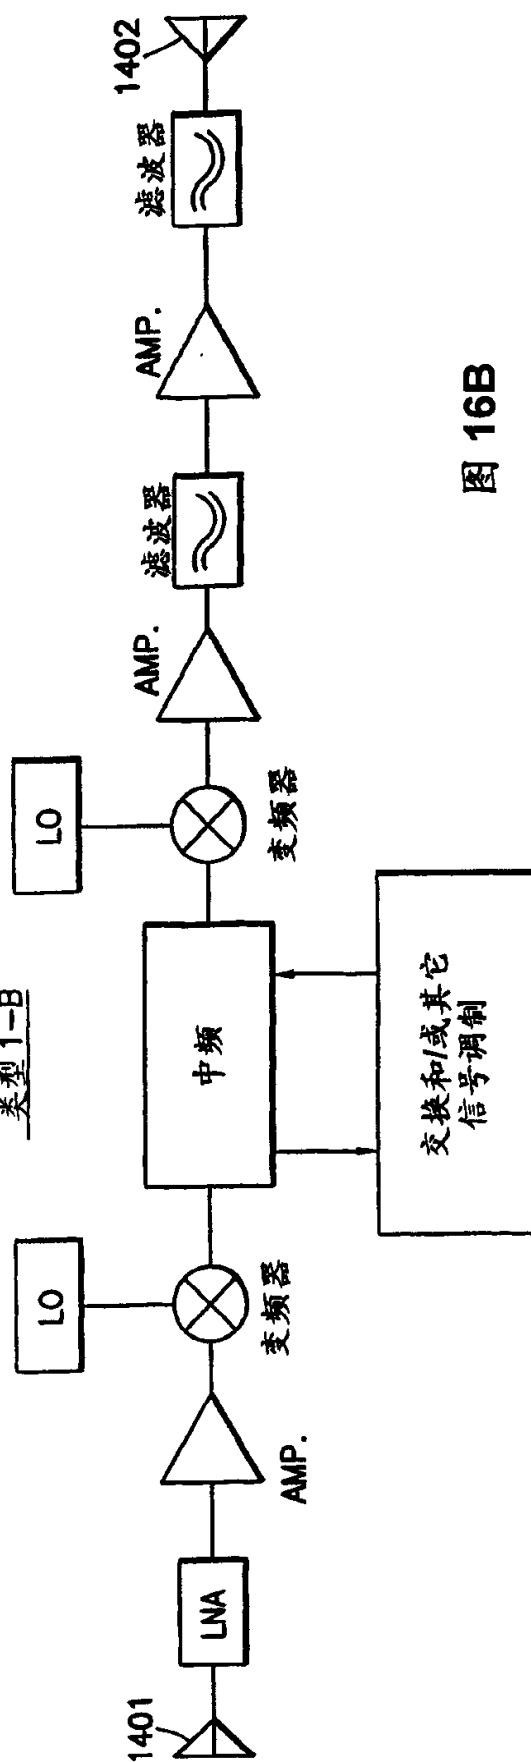 类型 1-B
1401
LNA
AMP.
LO
变频器
中频
交换和/或其它
信号调制
LO
变频器
AMP.
滤波器
AMP.
滤波器
1402
图 16B